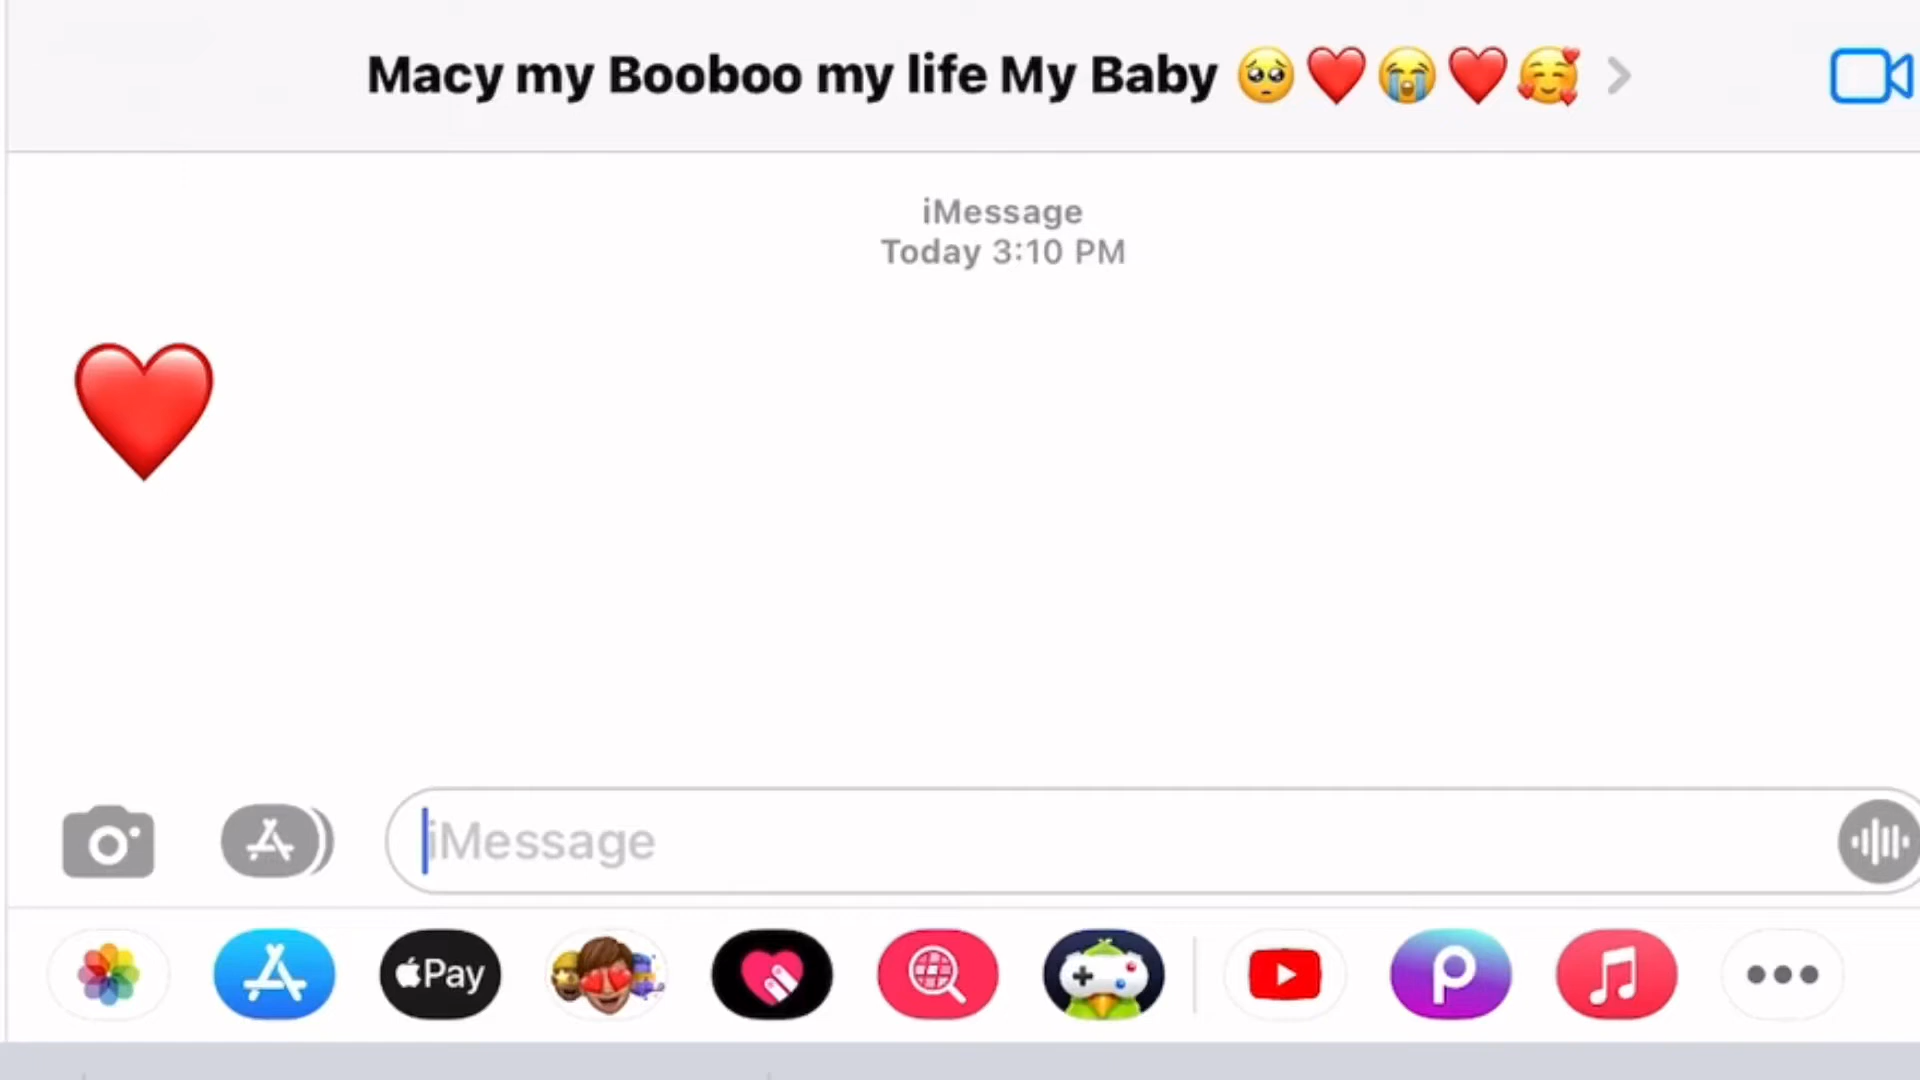 Macy my Booboo my life My Baby 🥺❤️😭❤️🥰
iMessage
Today 3:10 PM
❤️
iMessage
Pay